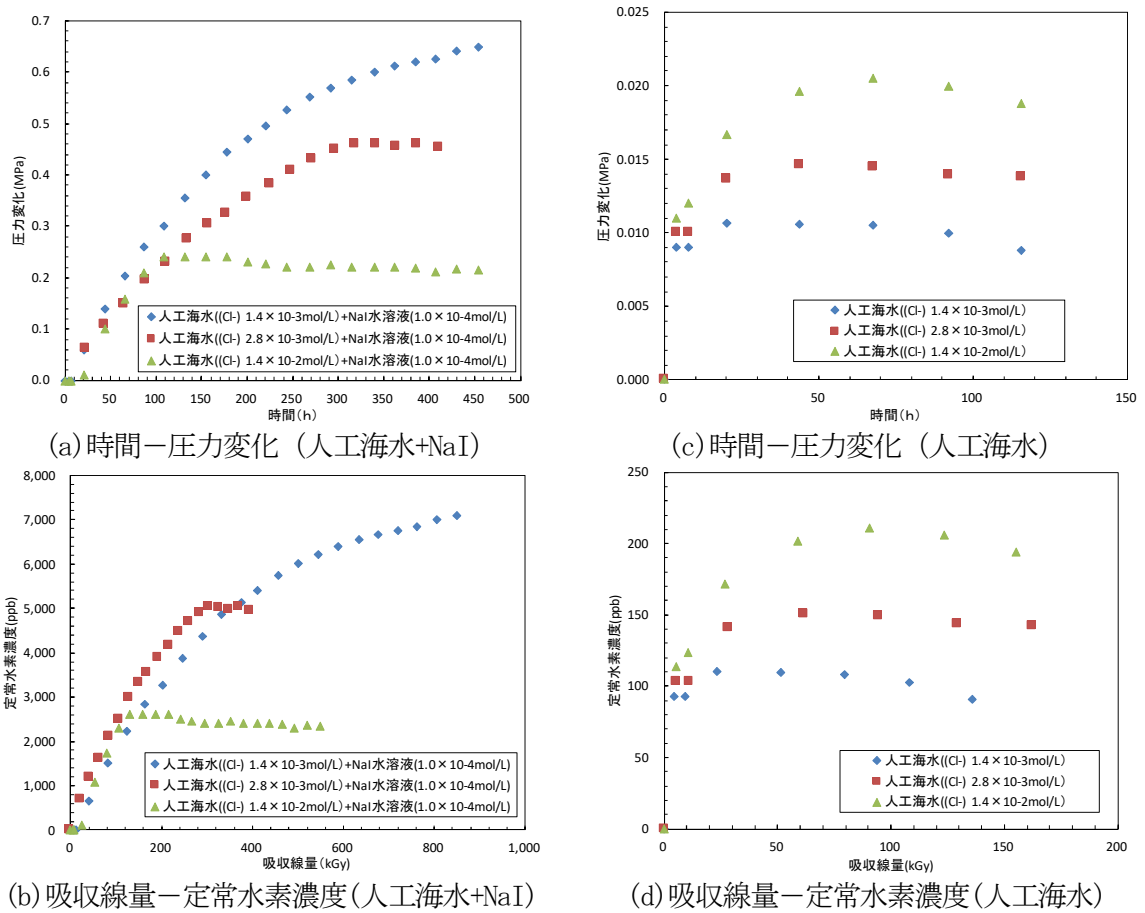 0.7
0.6
0.5
0.4
0.3
0.2
0.1
0.0
圧力変化(MPa)
0 50 100 150 200 250 300 350 400 450 500
時間(h)
人工海水((Cl-) 1.4×10-3mol/L)+NaI水溶液(1.0×10-4mol/L)
人工海水((Cl-) 2.8×10-3mol/L)+NaI水溶液(1.0×10-4mol/L)
人工海水((Cl-) 1.4×10-2mol/L)+NaI水溶液(1.0×10-4mol/L)
(a)時間－圧力変化 (人工海水+NaI)
0.025
0.020
0.015
0.010
0.005
0.000
圧力変化(MPa)
0 50 100 150
時間(h)
人工海水((Cl-) 1.4×10-3mol/L)
人工海水((Cl-) 2.8×10-3mol/L)
人工海水((Cl-) 1.4×10-2mol/L)
(c)時間－圧力変化 (人工海水)
8,000
7,000
6,000
5,000
4,000
3,000
2,000
1,000
0
定常水素濃度(ppb)
0 200 400 600 800 1,000
吸収線量(kGy)
人工海水((Cl-) 1.4×10-3mol/L)+NaI水溶液(1.0×10-4mol/L)
人工海水((Cl-) 2.8×10-3mol/L)+NaI水溶液(1.0×10-4mol/L)
人工海水((Cl-) 1.4×10-2mol/L)+NaI水溶液(1.0×10-4mol/L)
(b)吸収線量－定常水素濃度(人工海水+NaI)
250
200
150
100
50
0
定常水素濃度(ppb)
0 50 100 150 200
吸収線量(kGy)
人工海水((Cl-) 1.4×10-3mol/L)
人工海水((Cl-) 2.8×10-3mol/L)
人工海水((Cl-) 1.4×10-2mol/L)
(d)吸収線量－定常水素濃度(人工海水)